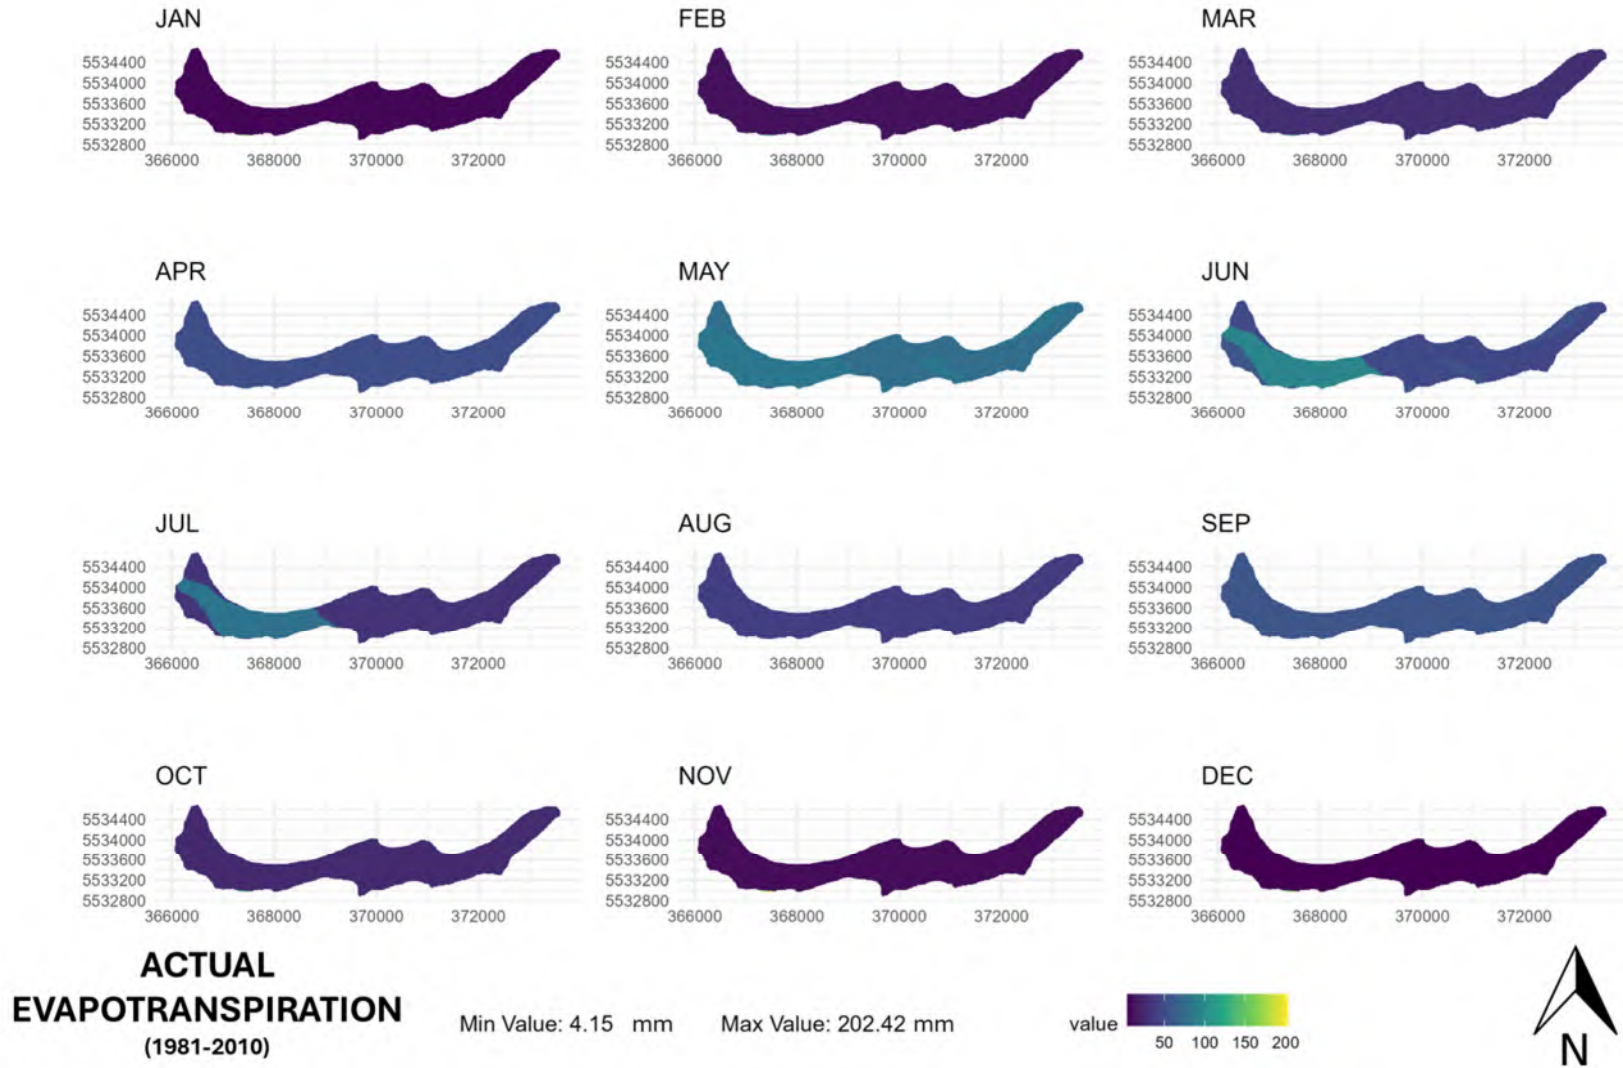 JAN FEB MAR
5534400 5534400 5534400
5534000 5534000 5534000
5533600 5533600 5533600
5533200 5533200 5533200
5532800 5532800 5532800
366000 368000 370000 372000 366000 368000 370000 372000 366000 368000 370000 372000
APR MAY JUN
5534400 5534400 5534400
5534000 5534000 5534000
5533600 5533600 5533600
5533200 5533200 5533200
5532800 5532800 5532800
366000 368000 370000 372000 366000 368000 370000 372000 366000 368000 370000 372000
JUL AUG SEP
5534400 5534400 5534400
5534000 5534000 5534000
5533600 5533600 5533600
5533200 5533200 5533200
5532800 5532800 5532800
366000 368000 370000 372000 366000 368000 370000 372000 366000 368000 370000 372000
OCT NOV DEC
5534400 5534400 5534400
5534000 5534000 5534000
5533600 5533600 5533600
5533200 5533200 5533200
5532800 5532800 5532800
366000 368000 370000 372000 366000 368000 370000 372000 366000 368000 370000 372000
ACTUAL
EVAPOTRANSPIRATION
(1981-2010)
Min Value: 4.15 mm Max Value: 202.42 mm
value
50 100 150 200
N